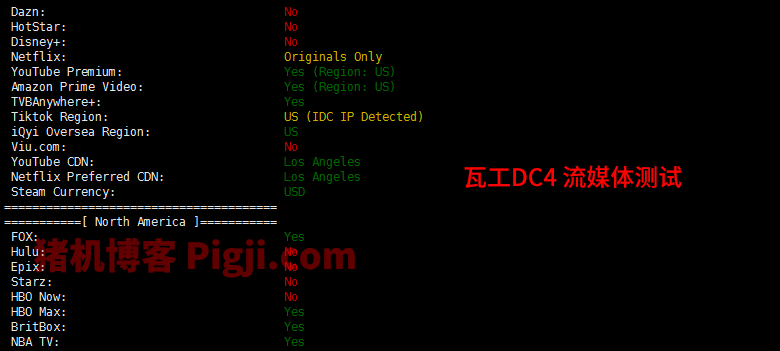 Dazn: No
HotStar: No
Disney+: No
Netflix: Originals Only
YouTube Premium: Yes (Region: US)
Amazon Prime Video: Yes (Region: US)
TVBAnywhere+: Yes
Tiktok Region: US (IDC IP Detected)
iQyi Oversea Region: US
Viu.com: No
YouTube CDN: Los Angeles
Netflix Preferred CDN: Los Angeles
Steam Currency: USD
瓦工DC4 流媒体测试
=======================================
===========[ North America ]===========
FOX: Yes
Hulu: No
Epix: No
Starz: No
HBO Now: No
HBO Max: Yes
BritBox: Yes
NBA TV: Yes
猪机博客 Pigji.com